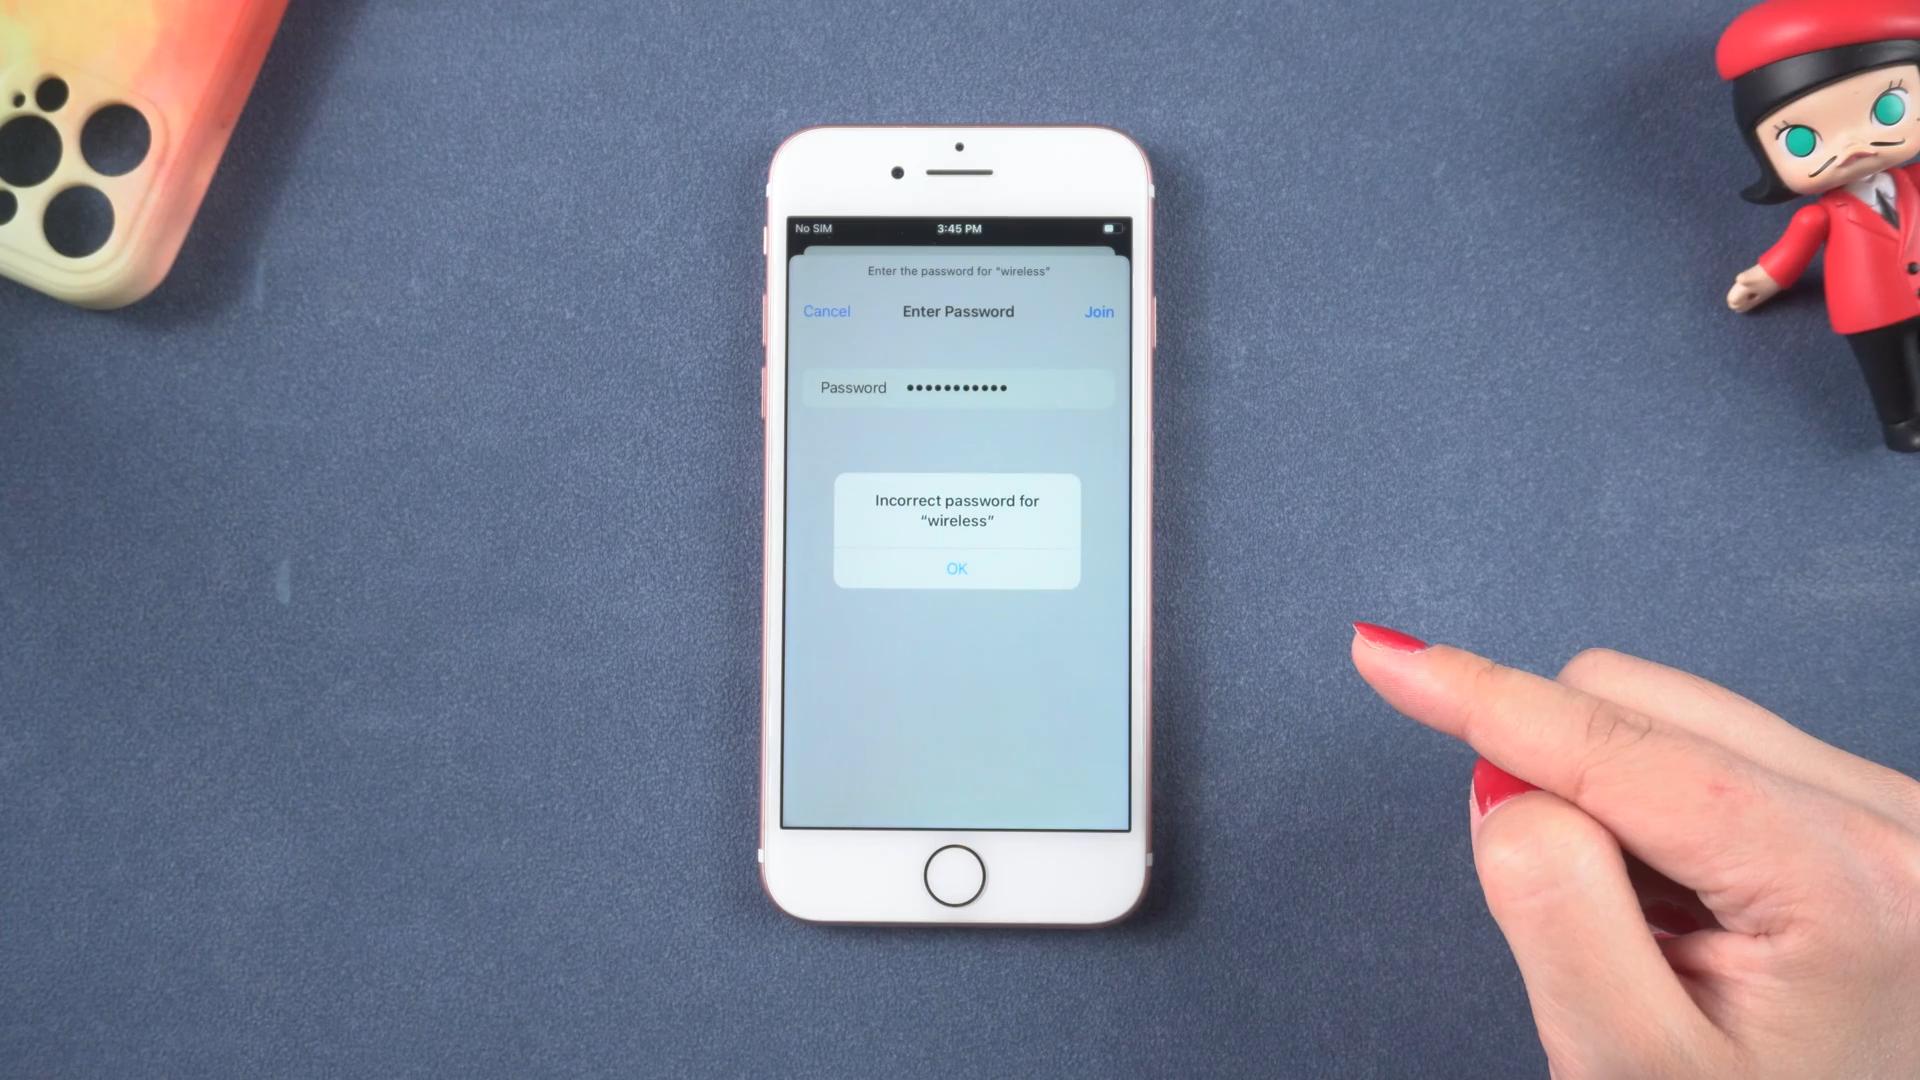 No SIM 3:45 PM
Enter the password for “wireless”
Cancel Enter Password Join
Password •••••••••••
Incorrect password for
“wireless”
OK